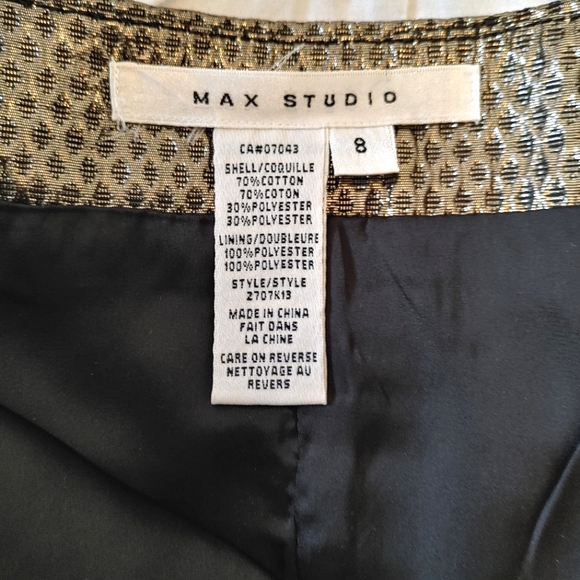 MAX STUDIO
8
CA#07043
SHELL/COQUILLE
70%COTTON
70%COTON
30%POLYESTER
30%POLYESTER
LINING/DOUBLEURE
100%POLYESTER
100%POLYESTER
STYLE/STYLE
2707K13
MADE IN CHINA
FAIT DANS
LA CHINE
CARE ON REVERSE
NETTOYAGE AU
REVERS